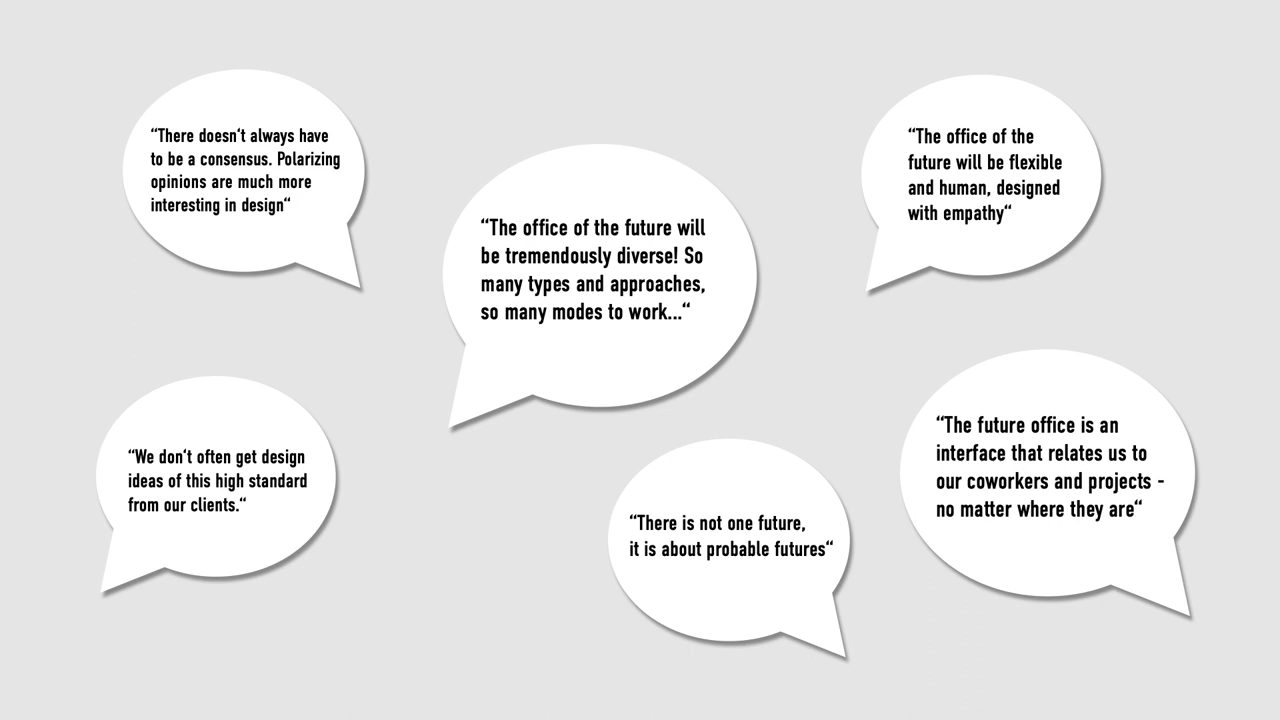 “There doesn‘t always have
to be a consensus. Polarizing
opinions are much more
interesting in design“
“The office of the future will
be tremendously diverse! So
many types and approaches,
so many modes to work...“
“The office of the
future will be flexible
and human, designed
with empathy“
“We don‘t often get design
ideas of this high standard
from our clients.“
“There is not one future,
it is about probable futures“
“The future office is an
interface that relates us to
our coworkers and projects -
no matter where they are“